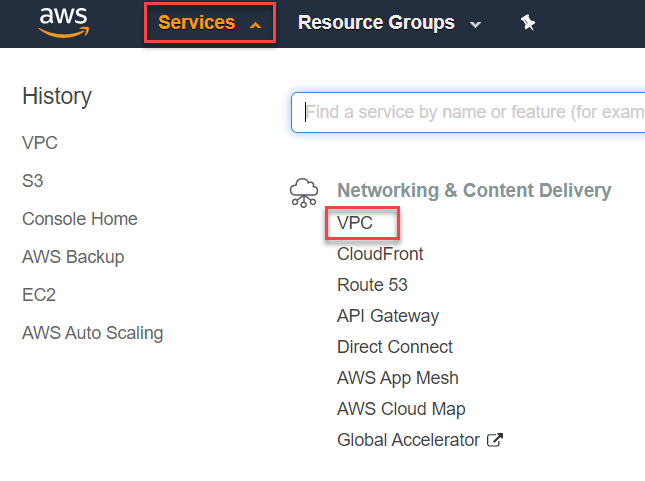 aws
Services
Resource Groups
History
VPC
S3
Console Home
AWS Backup
EC2
AWS Auto Scaling
Find a service by name or feature (for exam
Networking & Content Delivery
VPC
CloudFront
Route 53
API Gateway
Direct Connect
AWS App Mesh
AWS Cloud Map
Global Accelerator